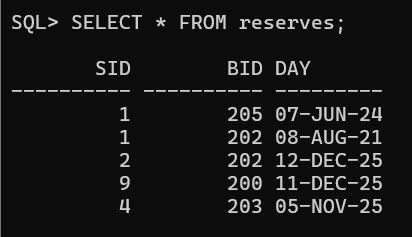 SQL> SELECT * FROM reserves;
       SID        BID DAY
---------- ---------- ---------
         1        205 07-JUN-24
         1        202 08-AUG-21
         2        202 12-DEC-25
         9        200 11-DEC-25
         4        203 05-NOV-25